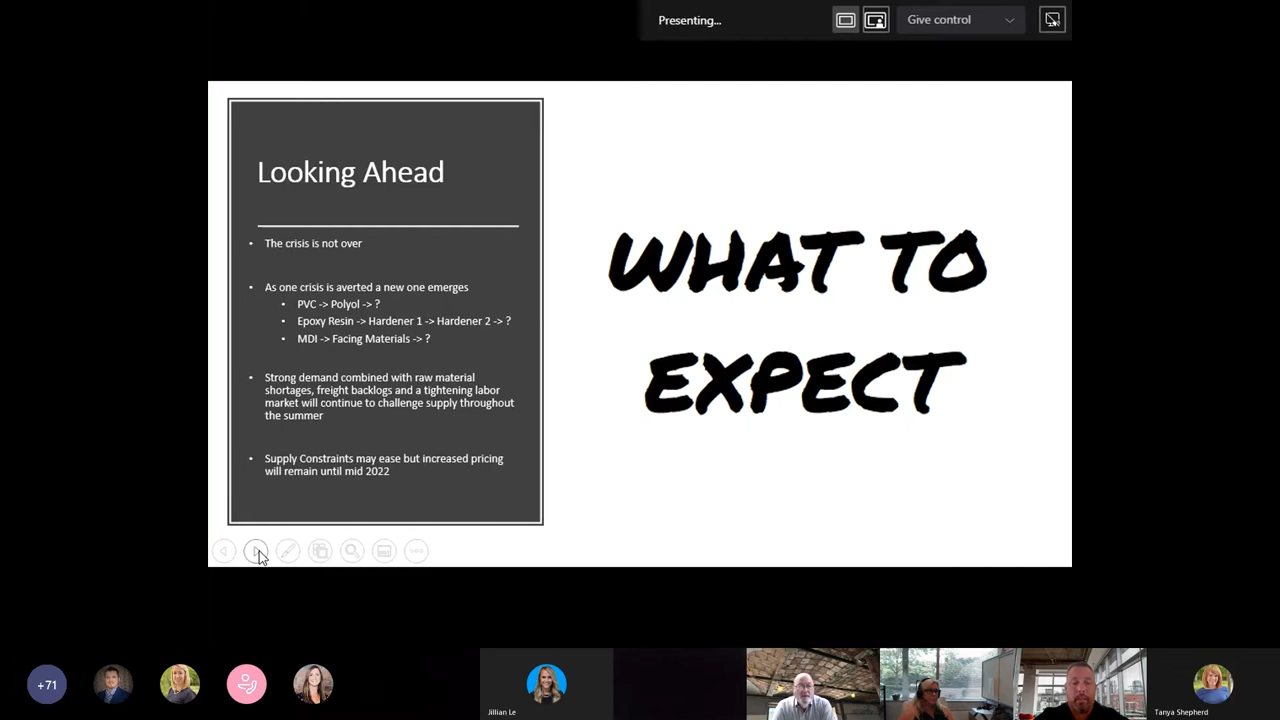 Presenting...
Give control
Looking Ahead
• The crisis is not over
• As one crisis is averted a new one emerges
• PVC -> Polyol -> ?
• Epoxy Resin -> Hardener 1 -> Hardener 2 -> ?
• MDI -> Facing Materials -> ?
• Strong demand combined with raw material
shortages, freight backlogs and a tightening labor
market will continue to challenge supply throughout
the summer
• Supply Constraints may ease but increased pricing
will remain until mid 2022
WHAT TO
EXPECT
+71
Jillian Le
Tanya Shepherd